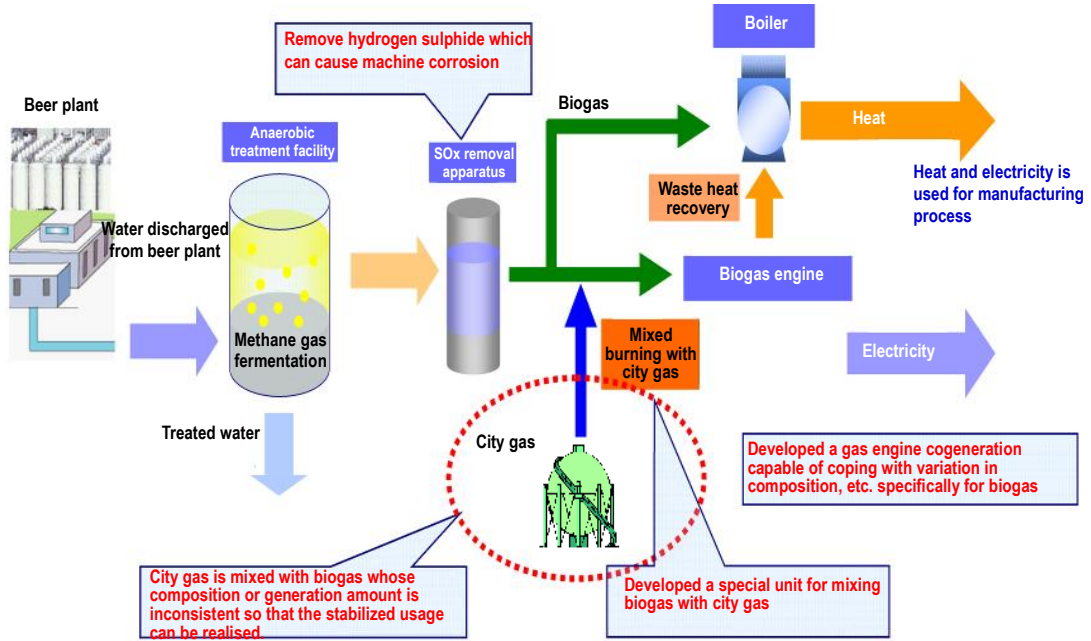 Remove hydrogen sulphide which
can cause machine corrosion
Boiler
Beer plant
Biogas
Heat
Anaerobic
treatment facility
SOx removal
apparatus
Heat and electricity is
used for manufacturing
process
Waste heat
recovery
Water discharged
from beer plant
Biogas engine
Methane gas
fermentation
Mixed
burning with
city gas
Electricity
Treated water
City gas
Developed a gas engine cogeneration
capable of coping with variation in
composition, etc. specifically for biogas
City gas is mixed with biogas whose
composition or generation amount is
inconsistent so that the stabilized usage
can be realised.
Developed a special unit for mixing
biogas with city gas